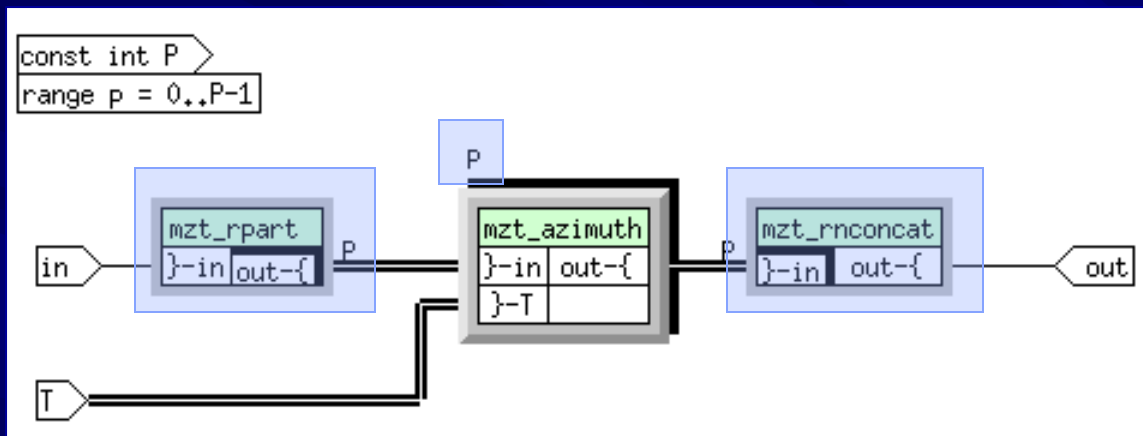 const int P
range p = 0..P-1
P
mzt_rpart
}-in out-{
P
mzt_azimuth
}-in out-{
}-T
P
mzt_rnconcat
}-in out-{
in
out
T